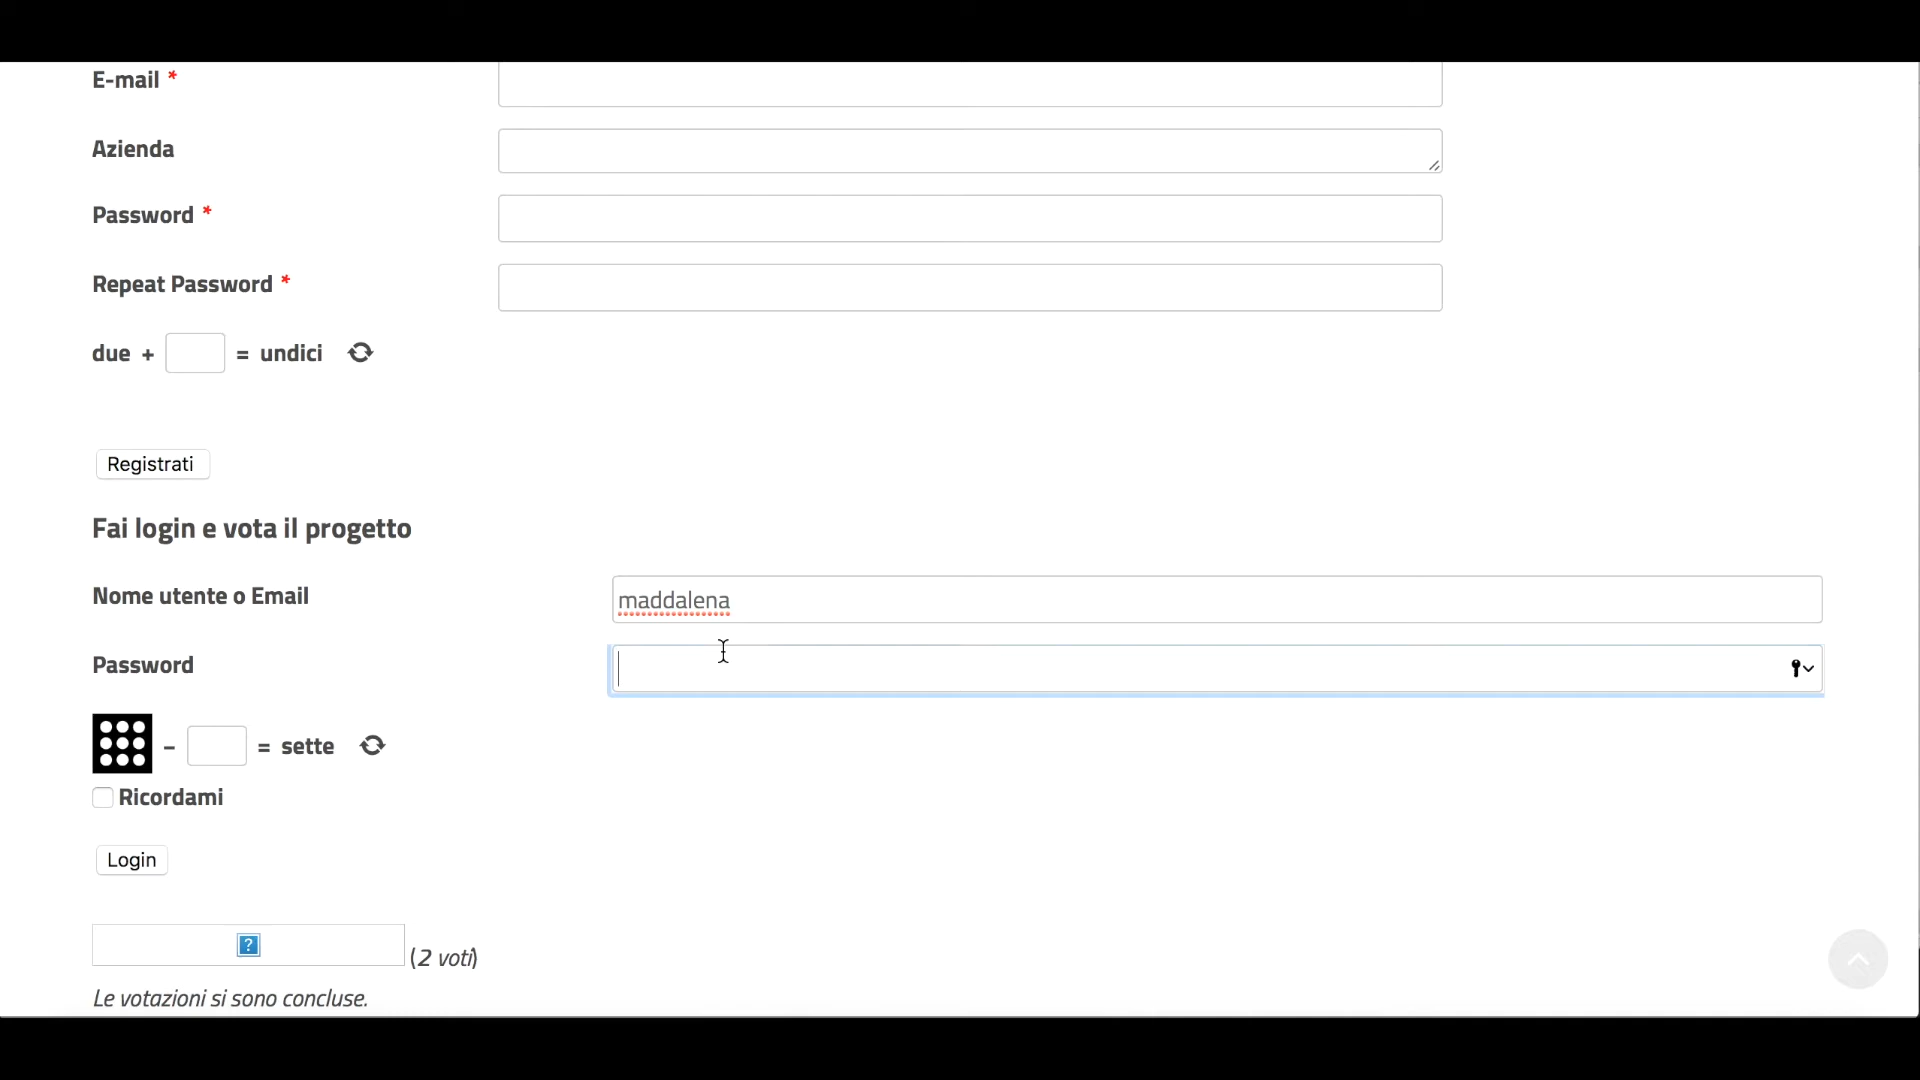 E-mail *
Azienda
Password *
Repeat Password *
due + = undici
Registrati
Fai login e vota il progetto
Nome utente o Email
maddalena
Password
– = sette
Ricordami
Login
? (2 voti)
Le votazioni si sono concluse.